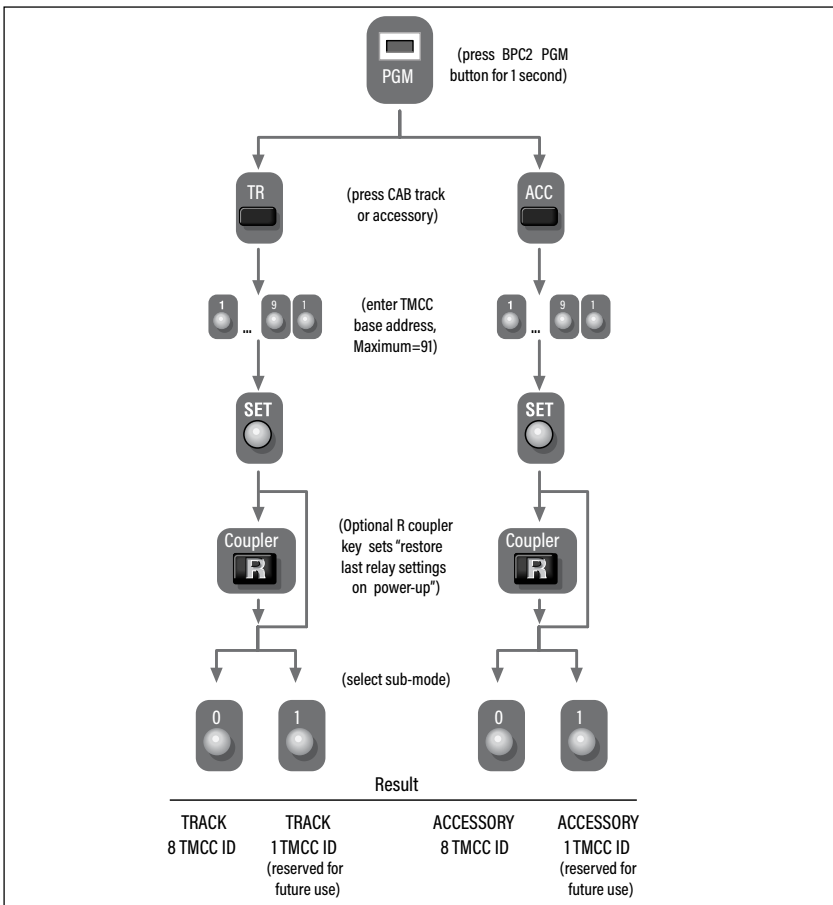 PGM
(press BPC2 PGM
button for 1 second)
TR
(press CAB track
or accessory)
ACC
1 ... 9 1
(enter TMCC
base address,
Maximum=91)
1 ... 9 1
SET
SET
Coupler
R
(Optional R coupler
key sets "restore
last relay settings
on power-up")
Coupler
R
(select sub-mode)
0
1
0
1
Result
TRACK
8 TMCC ID
TRACK
1 TMCC ID
(reserved for
future use)
ACCESSORY
8 TMCC ID
ACCESSORY
1 TMCC ID
(reserved for
future use)